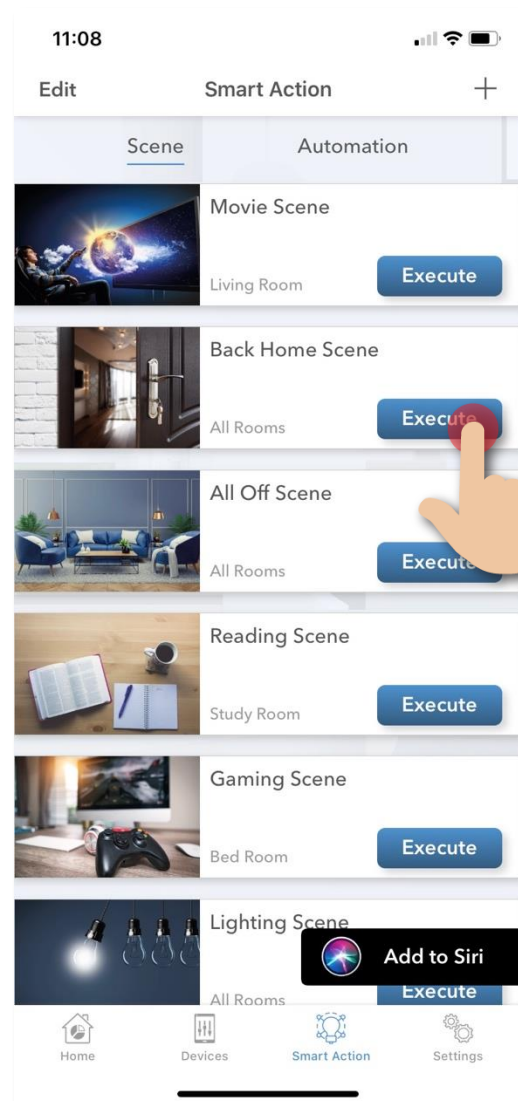 11:08
Edit Smart Action +
Scene Automation
Movie Scene
Living Room Execute
Back Home Scene
All Rooms Execute
All Off Scene
All Rooms Execute
Reading Scene
Study Room Execute
Gaming Scene
Bed Room Execute
Lighting Scene
Add to Siri
All Rooms Execute
Home Devices Smart Action Settings